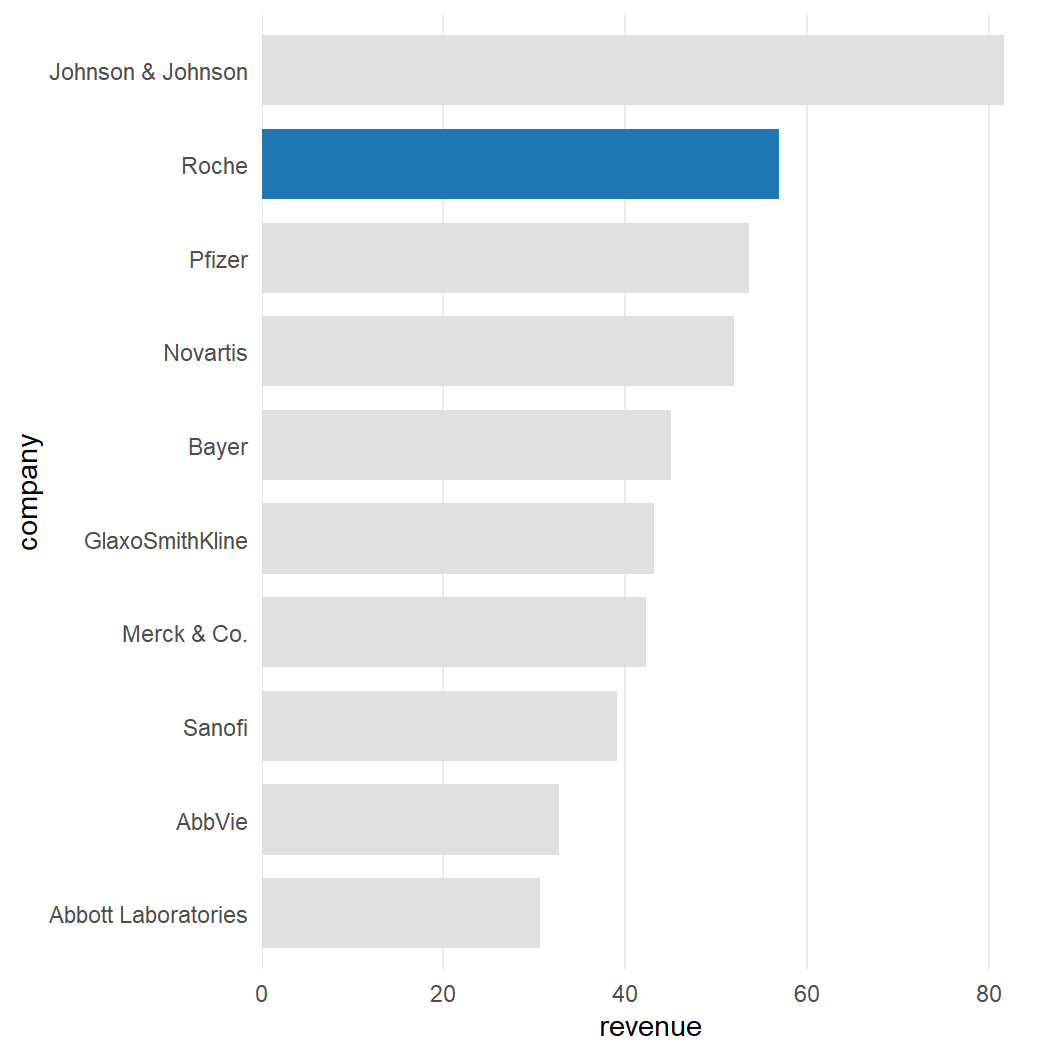 Johnson & Johnson
Roche
Pfizer
Novartis
Bayer
GlaxoSmithKline
Merck & Co.
Sanofi
AbbVie
Abbott Laboratories
company
0 20 40 60 80
revenue